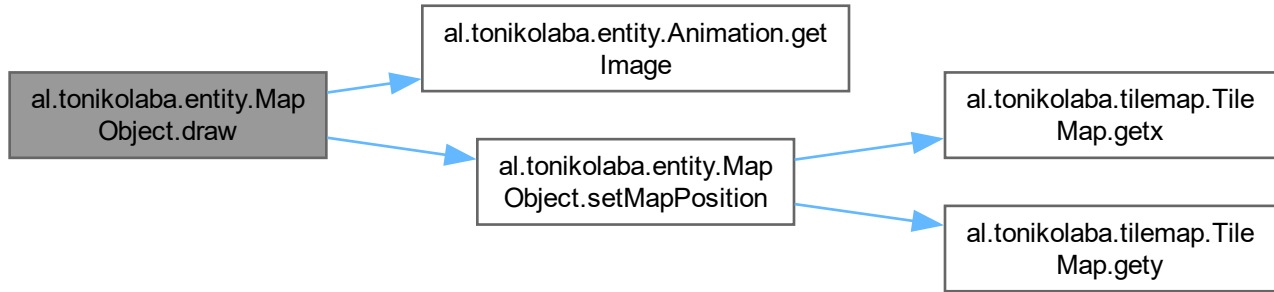 al.tonikolaba.entity.Map
Object.draw
al.tonikolaba.entity.Animation.get
Image
al.tonikolaba.entity.Map
Object.setMapPosition
al.tonikolaba.tilemap.Tile
Map.getx
al.tonikolaba.tilemap.Tile
Map.gety